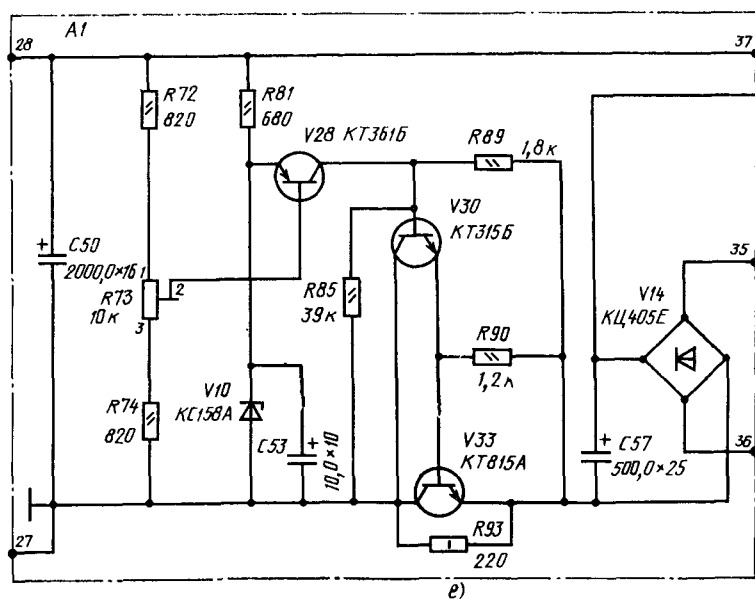 A1
28
37
R72
820
R81
680
V28 КТ361Б
R89
1,8 к
V30
КТ315Б
C50
2000,0×16
1
2
R73
10к
3
R85
39к
35
V14
КЦ405Е
R90
1,2 к
V10
КС158А
R74
820
C53
10,0×10
V33
КТ815А
C57
500,0×25
36
R93
220
27
е)